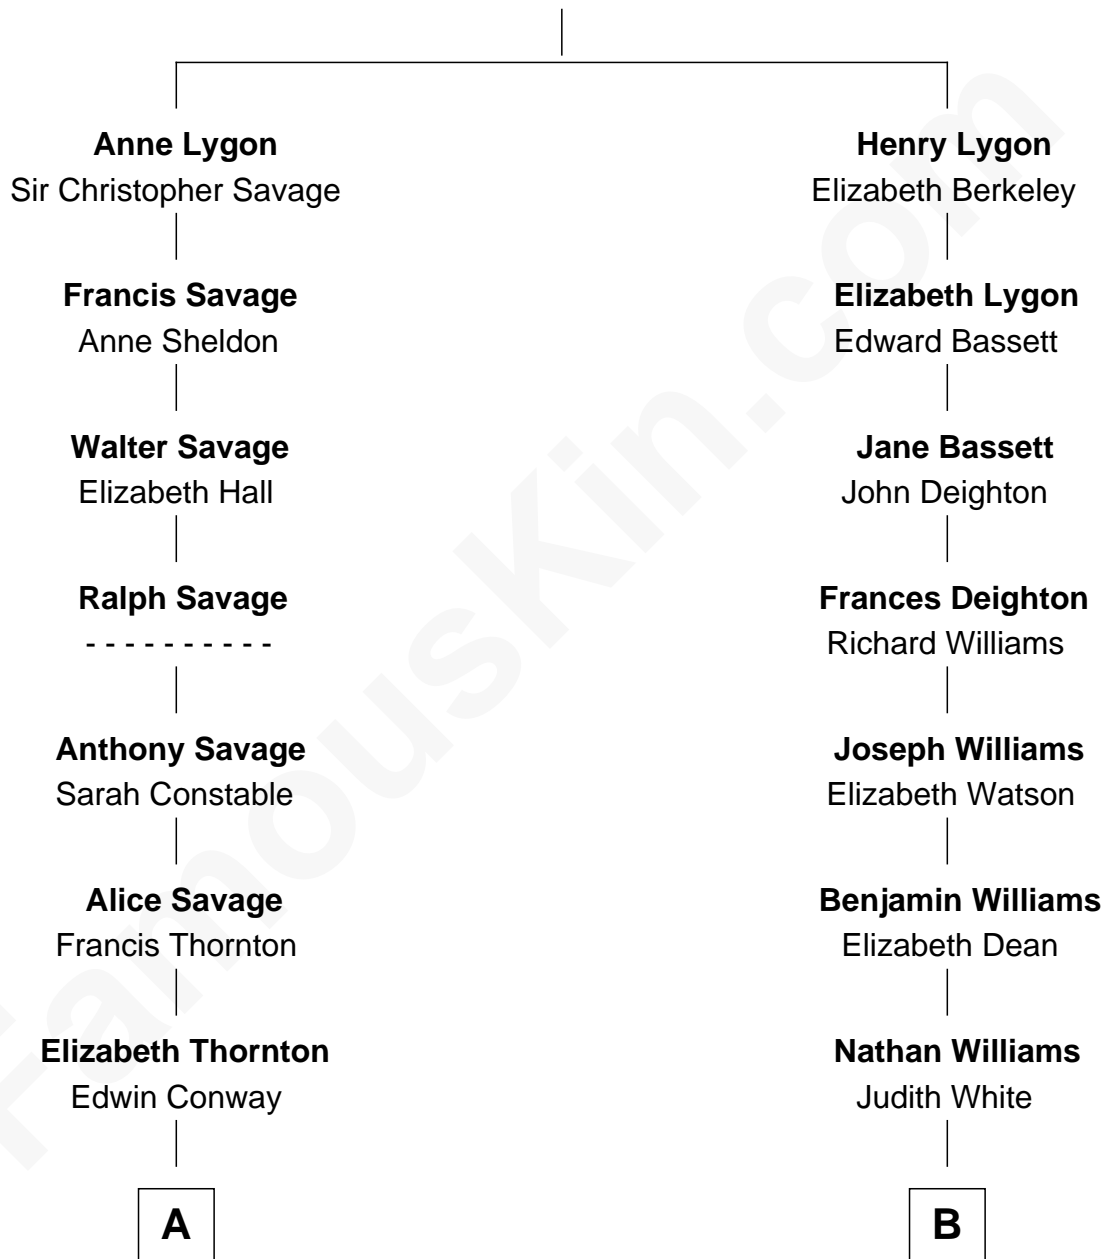 Anne Lygon
Sir Christopher Savage
Henry Lygon
Elizabeth Berkeley
Francis Savage
Anne Sheldon
Elizabeth Lygon
Edward Bassett
Walter Savage
Elizabeth Hall
Jane Bassett
John Deighton
Ralph Savage
- - - - - - - - - -
Frances Deighton
Richard Williams
Anthony Savage
Sarah Constable
Joseph Williams
Elizabeth Watson
Alice Savage
Francis Thornton
Benjamin Williams
Elizabeth Dean
Elizabeth Thornton
Edwin Conway
Nathan Williams
Judith White
A
B
FamousKin.com